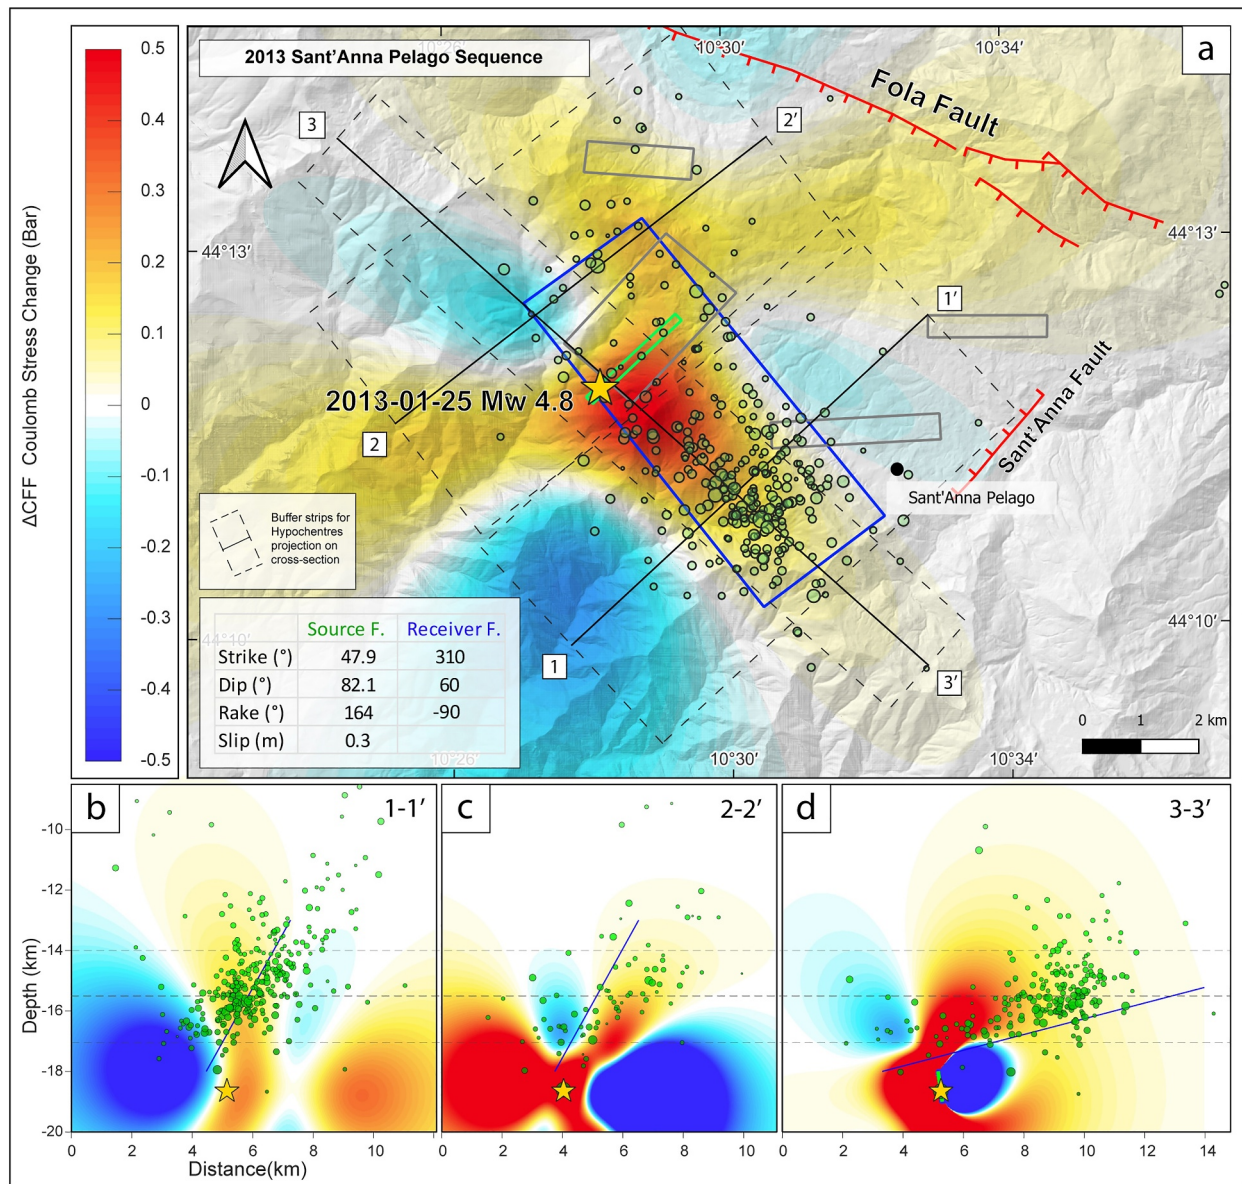 a
2013 Sant'Anna Pelago Sequence
10°26′
10°30′
10°34′
Fola Fault
0.5
0.4
0.3
0.2
0.1
0
-0.1
-0.2
-0.3
-0.4
-0.5
ΔCFF Coulomb Stress Change (Bar)
3
2′
44°13′
44°13′
1′
2013-01-25 Mw 4.8
2
Sant'Anna Fault
Sant'Anna Pelago
Buffer strips for
Hypochentres
projection on
cross-section
44°10′
44°10′
Source F. Receiver F.
Strike (°) 47.9 310
Dip (°) 82.1 60
Rake (°) 164 -90
Slip (m) 0.3
1
3′
0 1 2 km
10°26′
10°30′
10°34′
b
1-1′
c
2-2′
d
3-3′
-10
-12
-14
-16
-18
-20
Depth (km)
0 2 4 6 8 10
0 2 4 6 8 10
0 2 4 6 8 10 12 14
Distance(km)